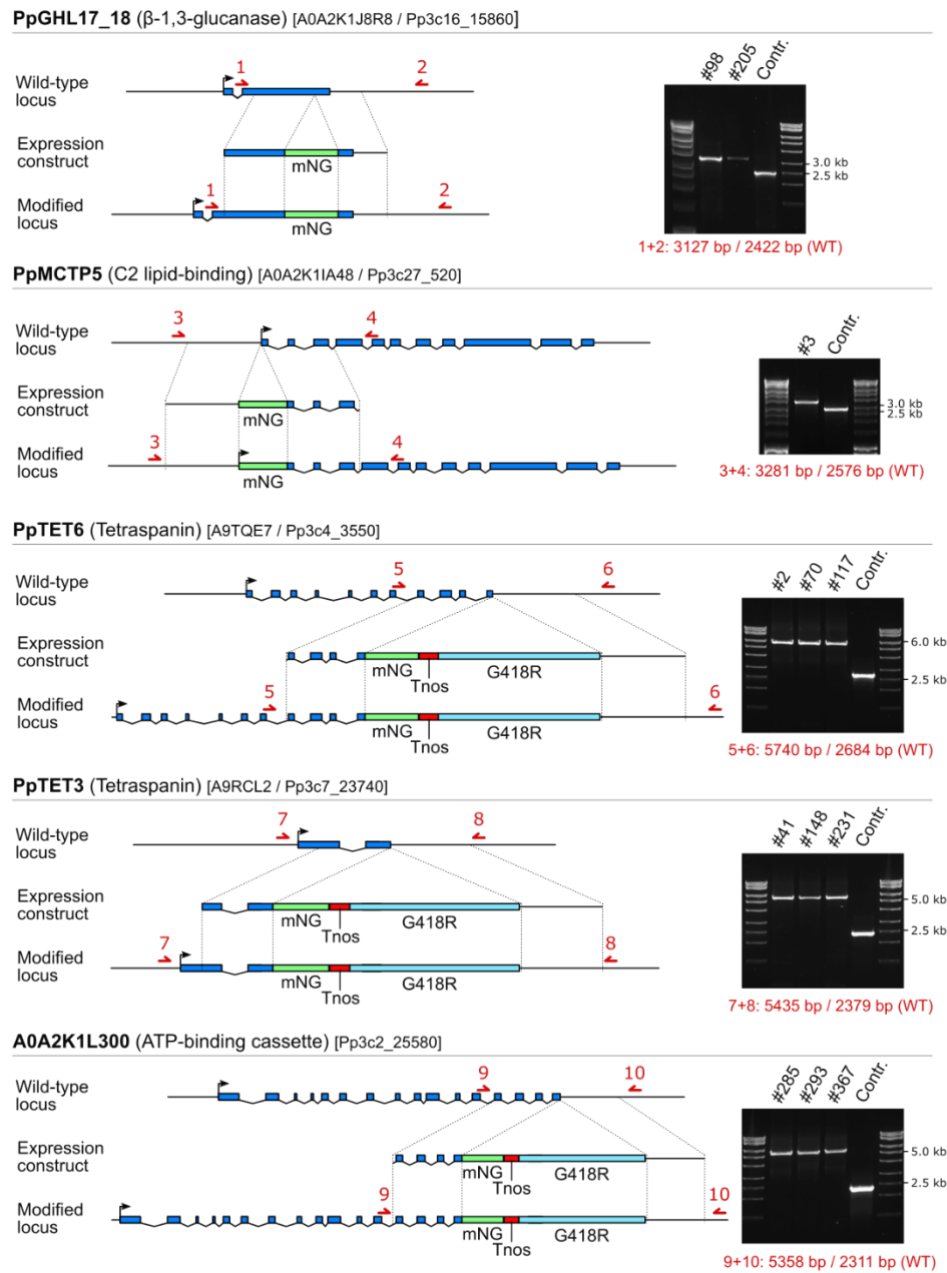 PpGHL17_18 (β-1,3-glucanase) [A0A2K1J8R8 / Pp3c16_15860]
#98 #205 Contr.
1 2
Wild-type
locus
Expression
construct
mNG
3.0 kb
2.5 kb
1 2
Modified
locus
mNG
1+2: 3127 bp / 2422 bp (WT)
PpMCTP5 (C2 lipid-binding) [A0A2K1IA48 / Pp3c27_520]
3 4
Wild-type
locus
#3 Contr.
Expression
construct
mNG
3.0 kb
2.5 kb
3 4
Modified
locus
mNG
3+4: 3281 bp / 2576 bp (WT)
PpTET6 (Tetraspanin) [A9TQE7 / Pp3c4_3550]
5 6
Wild-type
locus
#2 #70 #117 Contr.
Expression
construct
mNG G418R
Tnos
6.0 kb
2.5 kb
5 6
Modified
locus
mNG G418R
Tnos
5+6: 5740 bp / 2684 bp (WT)
PpTET3 (Tetraspanin) [A9RCL2 / Pp3c7_23740]
7 8
Wild-type
locus
#41 #148 #231 Contr.
Expression
construct
mNG G418R
Tnos
5.0 kb
2.5 kb
7 8
Modified
locus
mNG G418R
Tnos
7+8: 5435 bp / 2379 bp (WT)
A0A2K1L300 (ATP-binding cassette) [Pp3c2_25580]
9 10
Wild-type
locus
#285 #293 #367 Contr.
Expression
construct
mNG G418R
Tnos
5.0 kb
2.5 kb
9 10
Modified
locus
mNG G418R
Tnos
9+10: 5358 bp / 2311 bp (WT)